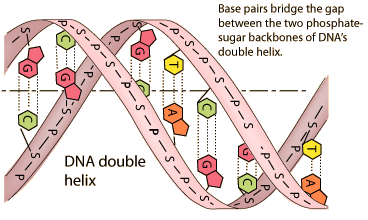 Base pairs bridge the gap
between the two phosphate-
sugar backbones of DNA's
double helix.
G
C
G
C
C
G
T
A
C
G
G
C
T
A
S P S P S P S P S P S
DNA double
helix